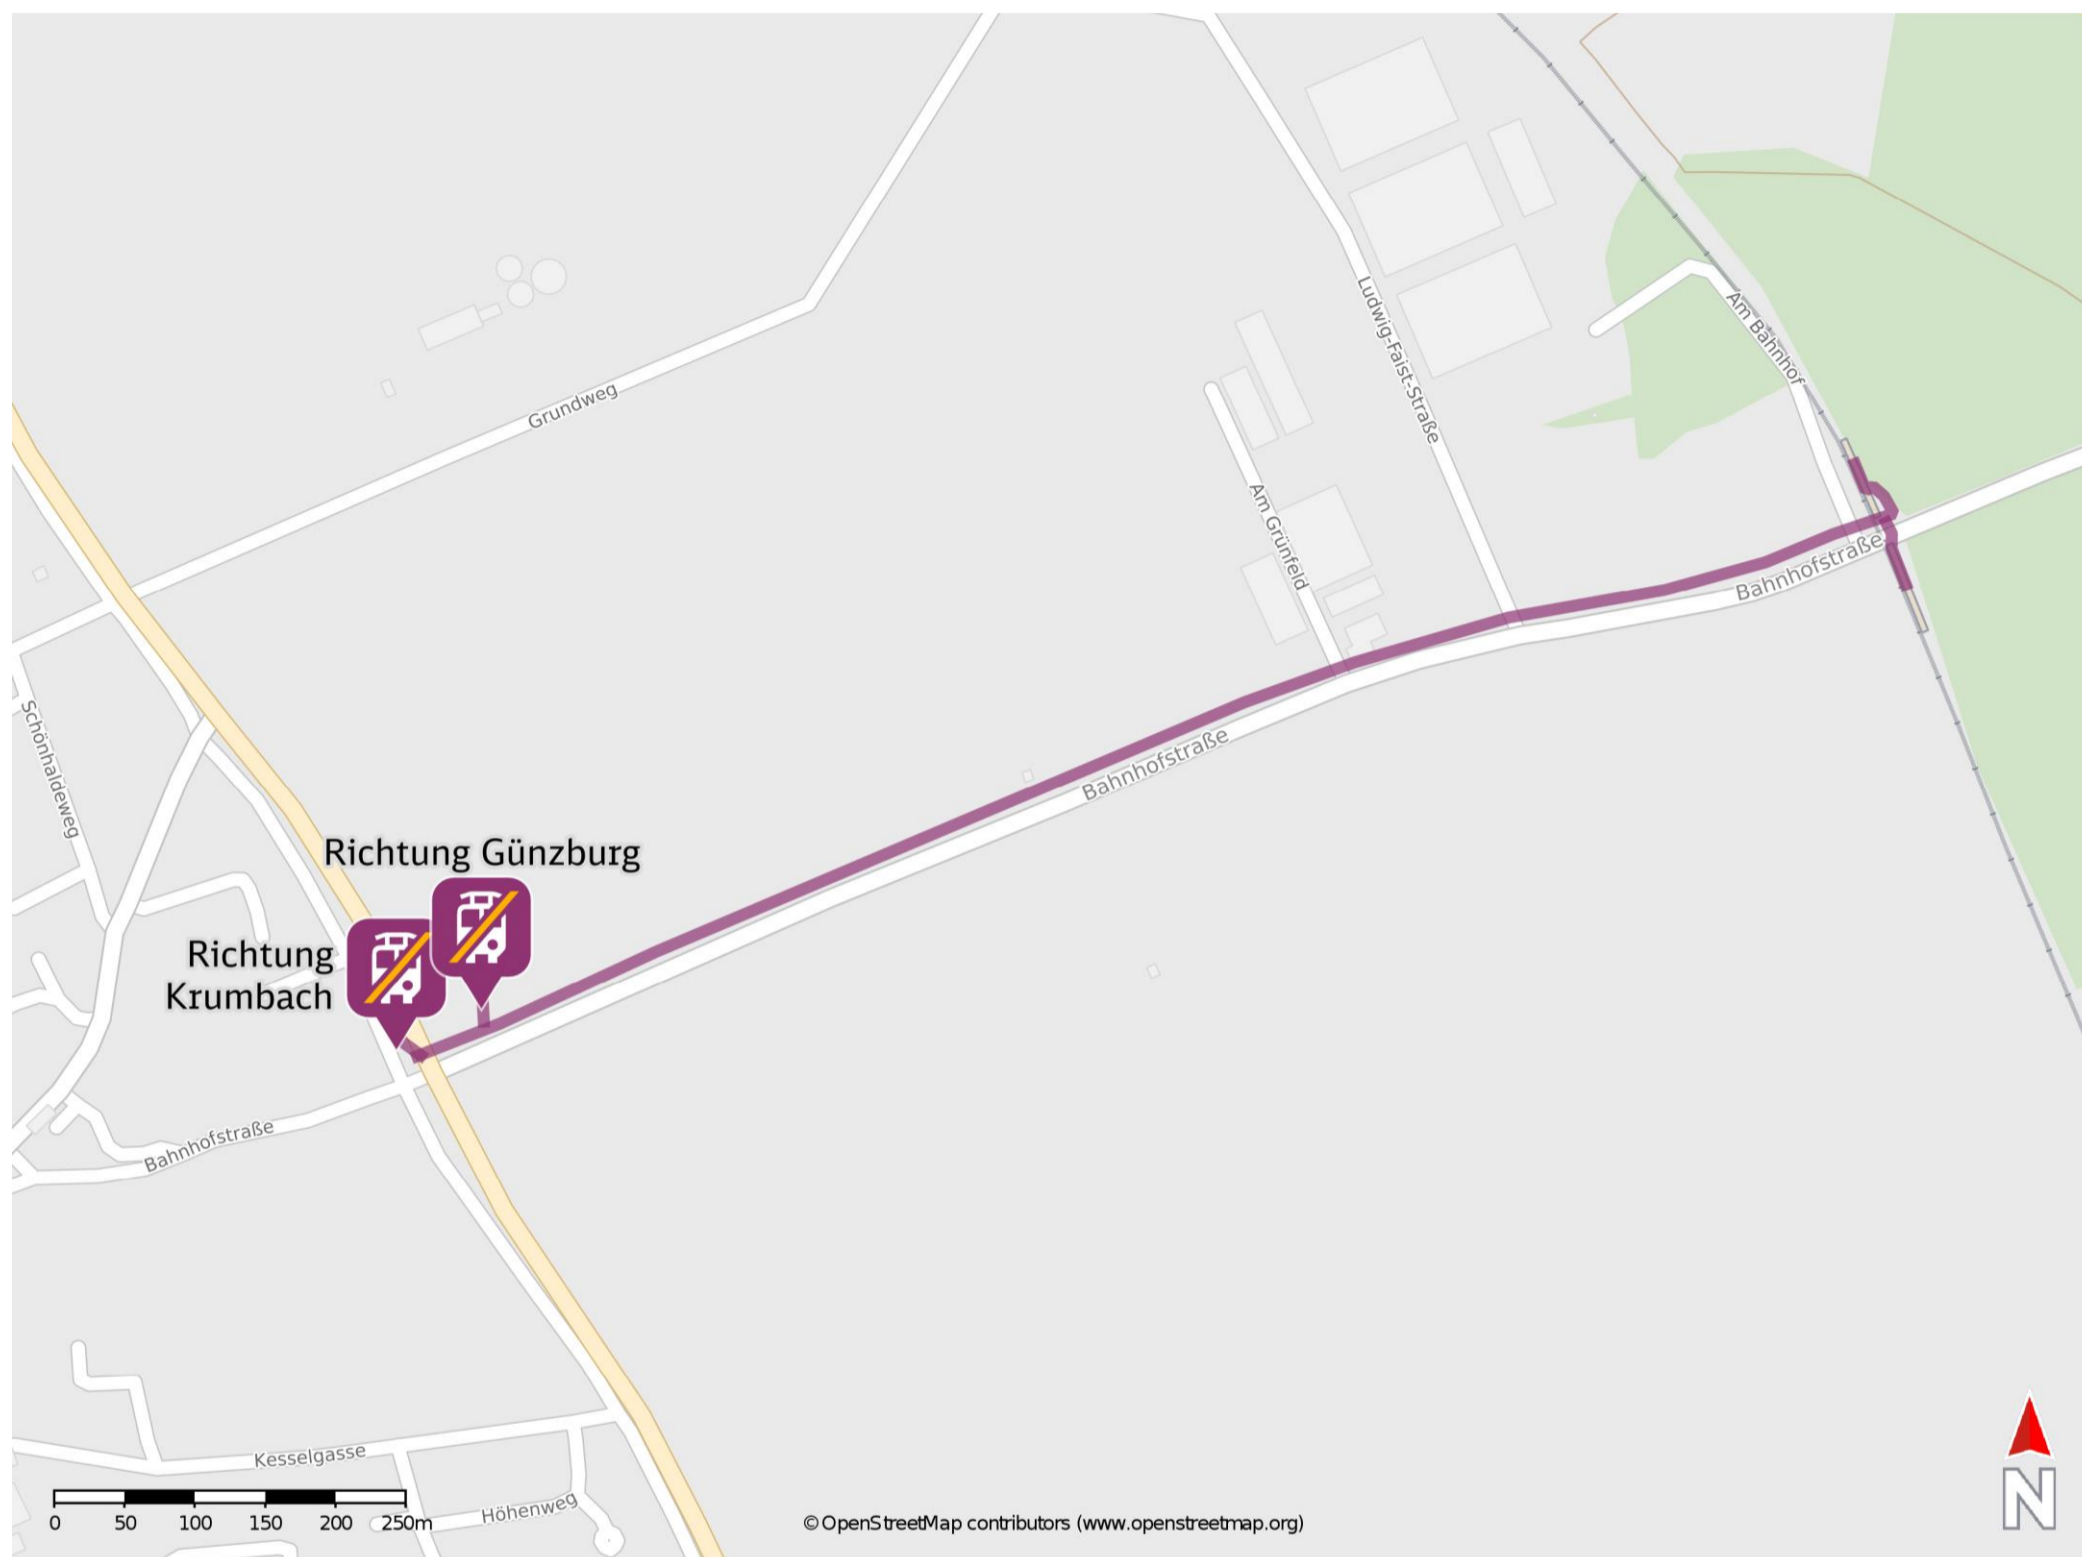 Grundweg
Ludwig-Faist-Straße
Am Bahnhof
Am Grünfeld
Bahnhofstraße
Schönhaldeweg
Bahnhofstraße
Richtung Günzburg
Richtung
Krumbach
Bahnhofstraße
Kesselgasse
Höhenweg
0 50 100 150 200 250m
© OpenStreetMap contributors (www.openstreetmap.org)
N